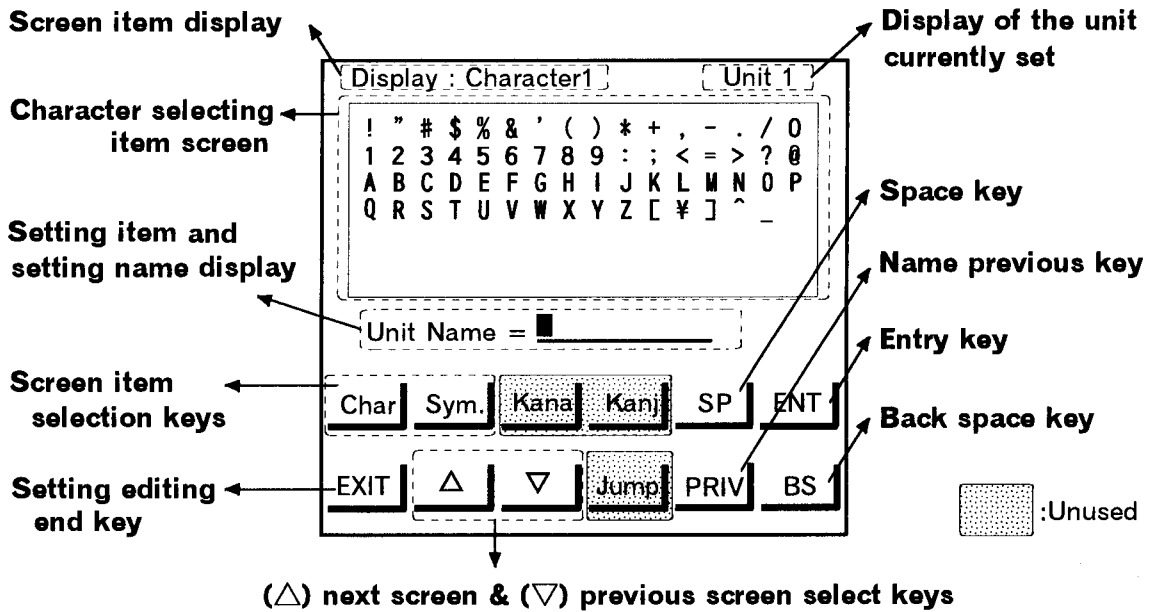 Screen item display
Display of the unit
currently set
Display : Character1
Unit 1
Character selecting
item screen
! ” # $ % & ’ ( ) * + , - . / 0
1 2 3 4 5 6 7 8 9 : ; < = > ? @
A B C D E F G H I J K L M N O P
Q R S T U V W X Y Z [ ¥ ] ^ _
Space key
Setting item and
setting name display
Name previous key
Unit Name =
Entry key
Screen item
selection keys
Char Sym. Kana Kanj SP ENT
Back space key
Setting editing
end key
EXIT △ ▽ Jump PRIV BS
:Unused
(△) next screen & (▽) previous screen select keys